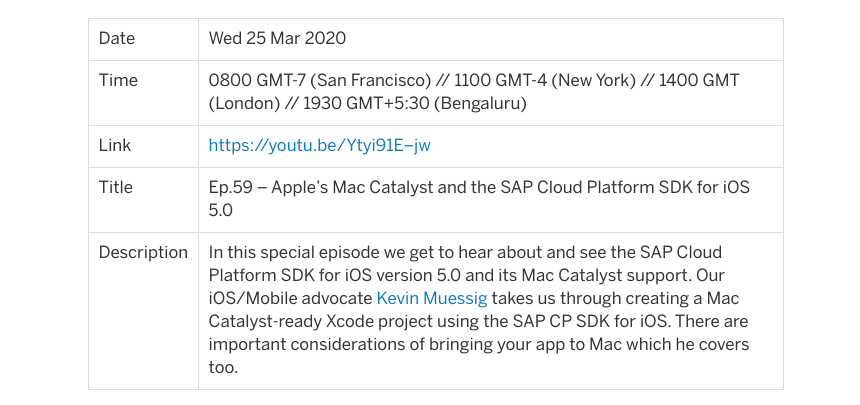 Date
Wed 25 Mar 2020
Time
0800 GMT-7 (San Francisco) // 1100 GMT-4 (New York) // 1400 GMT
(London) // 1930 GMT+5:30 (Bengaluru)
Link
https://youtu.be/Ytyi91E–jw
Title
Ep.59 – Apple’s Mac Catalyst and the SAP Cloud Platform SDK for iOS
5.0
Description
In this special episode we get to hear about and see the SAP Cloud
Platform SDK for iOS version 5.0 and its Mac Catalyst support. Our
iOS/Mobile advocate Kevin Muessig takes us through creating a Mac
Catalyst-ready Xcode project using the SAP CP SDK for iOS. There are
important considerations of bringing your app to Mac which he covers
too.